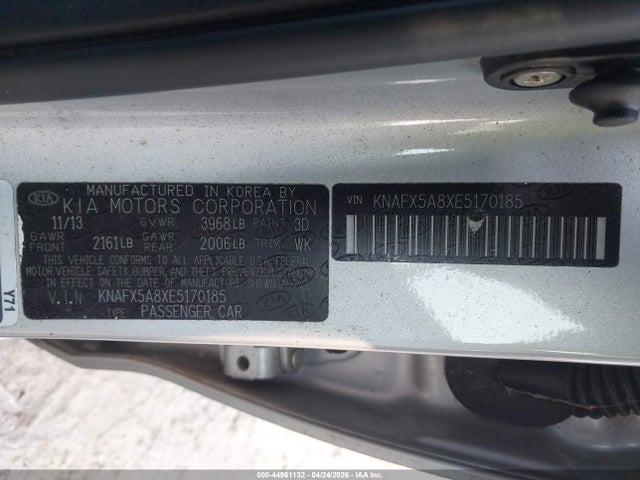 MANUFACTURED IN KOREA BY
KIA KIA MOTORS CORPORATION
11/13 GVWR 3968LB PAINT 3D
GAWR FRONT 2161LB GAWR REAR 2006LB TRIM WK
THIS VEHICLE CONFORMS TO ALL APPLICABLE FEDERAL
MOTOR VEHICLE SAFETY, BUMPER, AND THEFT PREVENTION
STANDARDS IN EFFECT ON THE DATE OF MANUFACTURE SHOWN ABOVE.
V.I.N KNAFX5A8XE5170185
TYPE PASSENGER CAR
VIN KNAFX5A8XE5170185
Y71
000-44961132 - 04/24/2026 - IAAI.COM